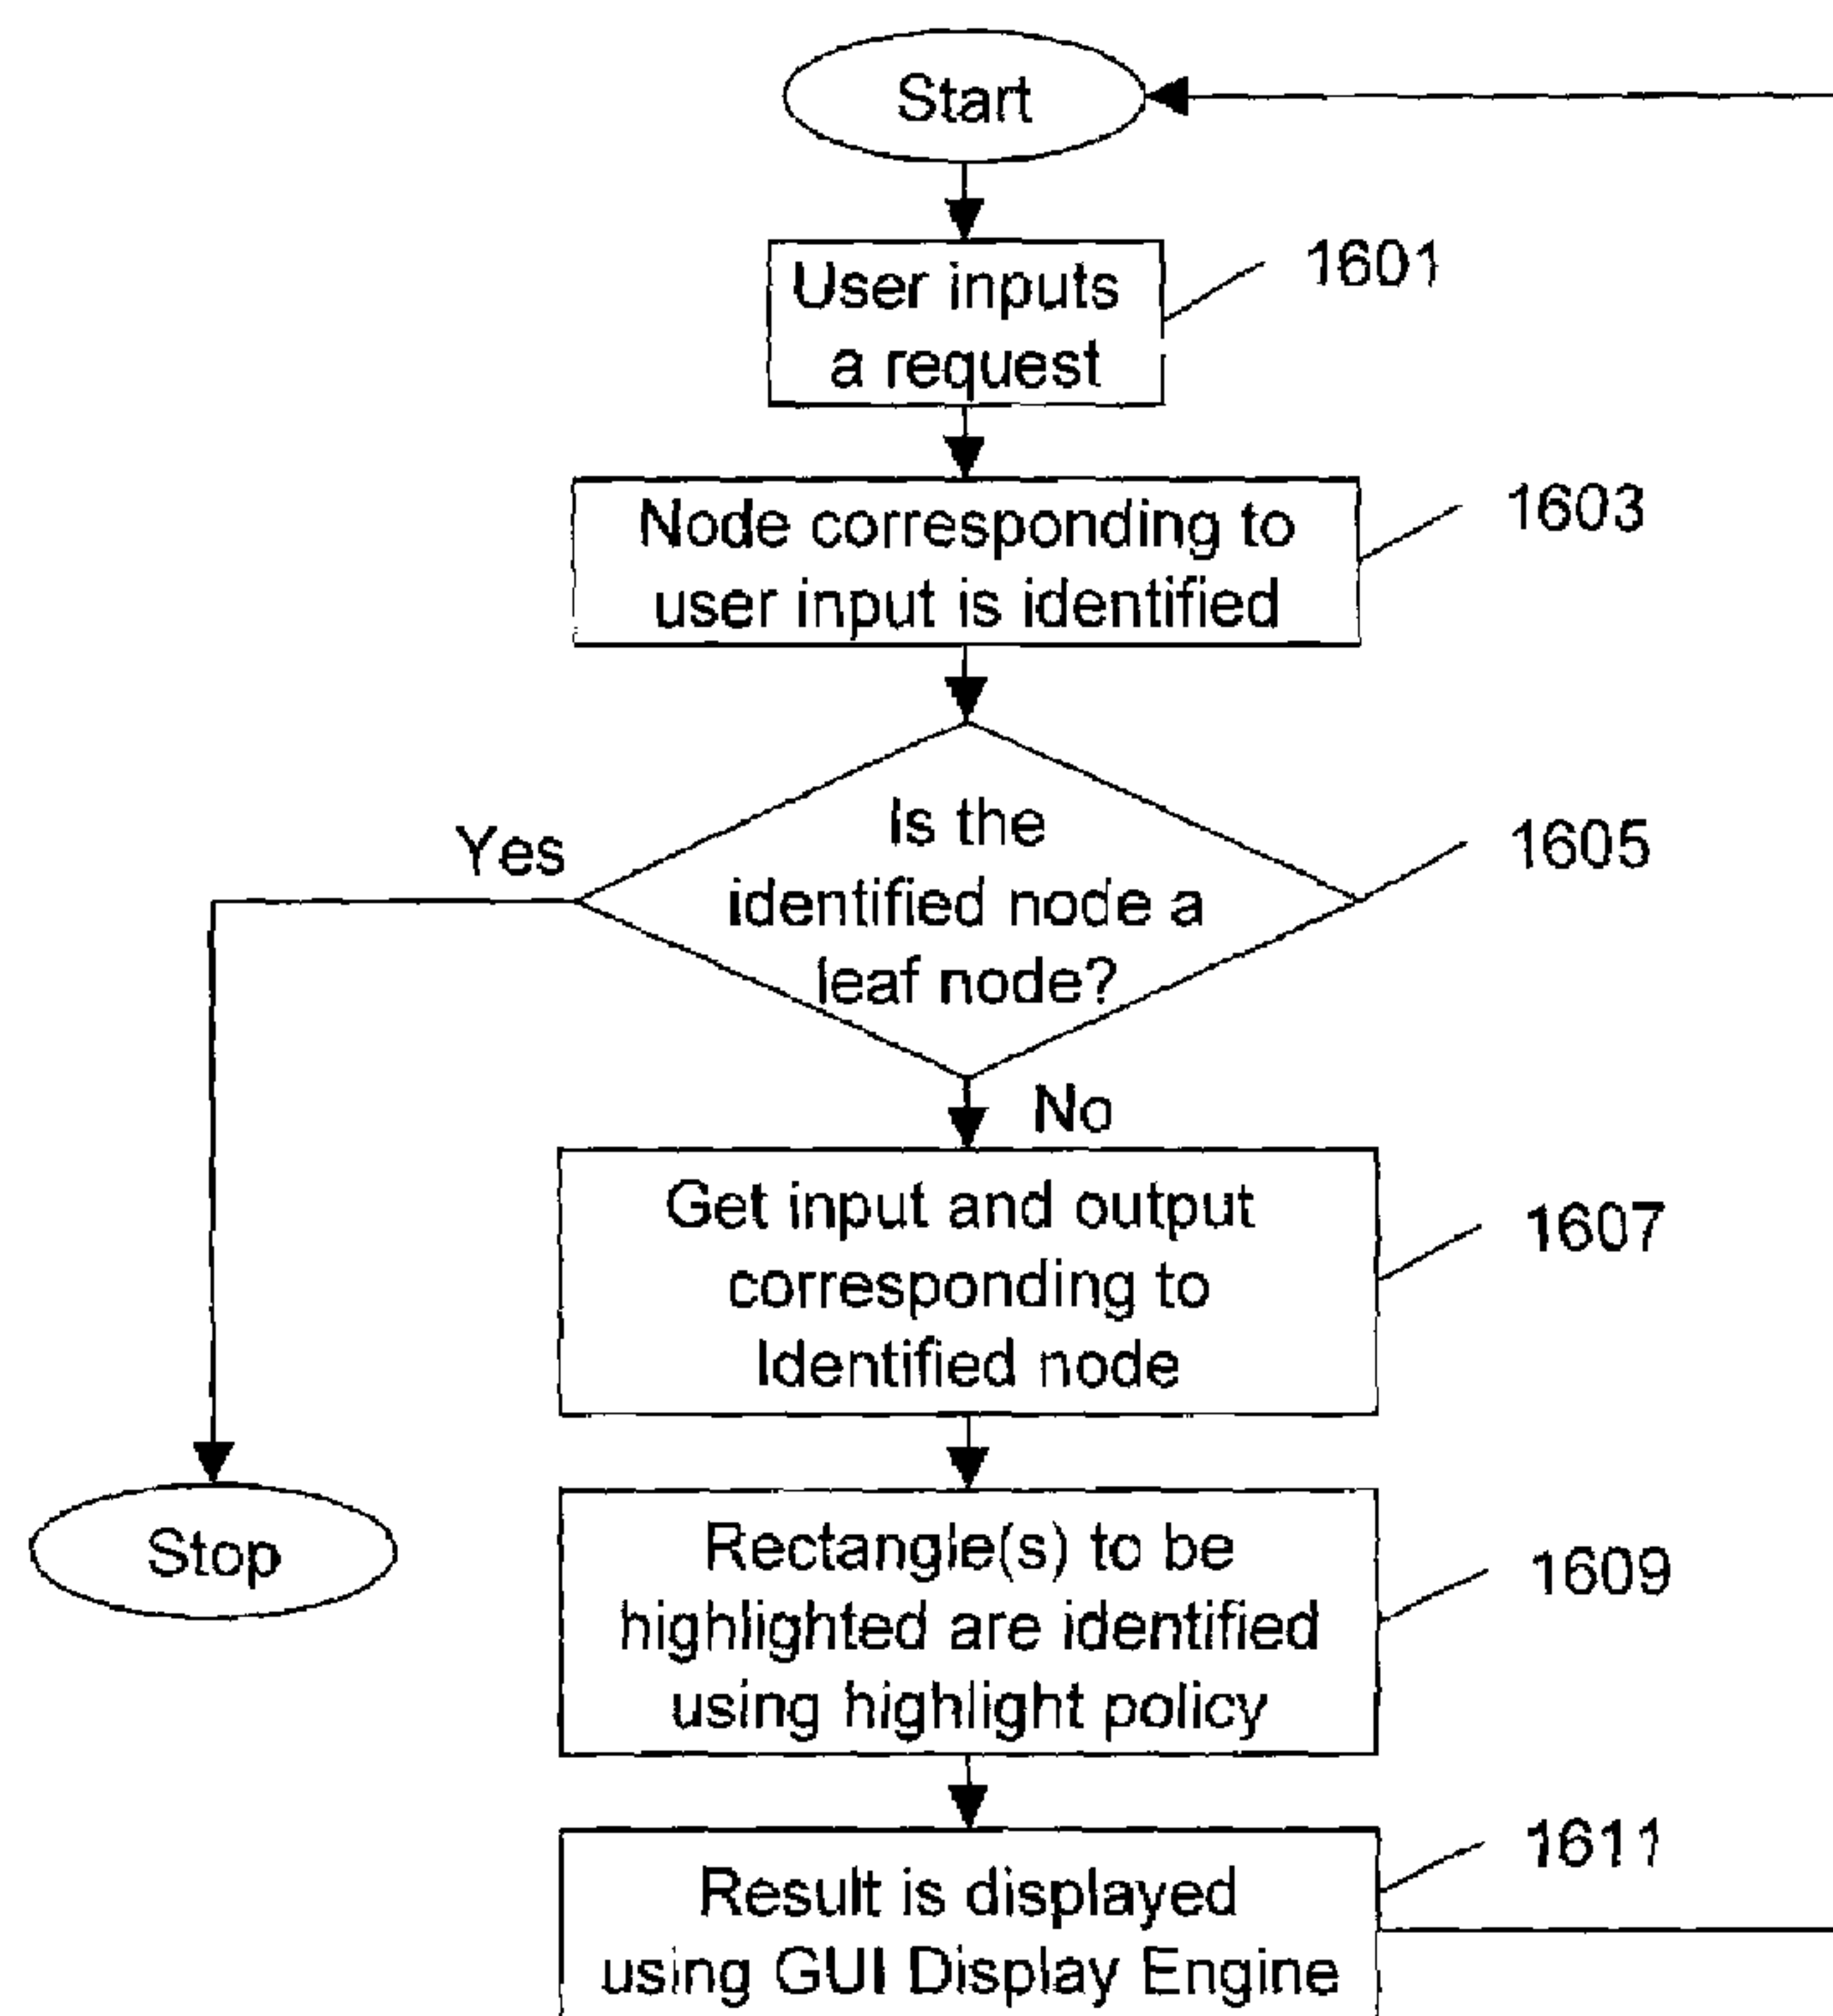 Start
User inputs
a request
1601
Node corresponding to
user input is identified
1603
Is the
identified node a
leaf node?
1605
Yes
No
Get input and output
corresponding to
Identified node
1607
Stop
Rectangle(s) to be
highlighted are identified
using highlight policy
1609
Result is displayed
using GUI Display Engine
1611